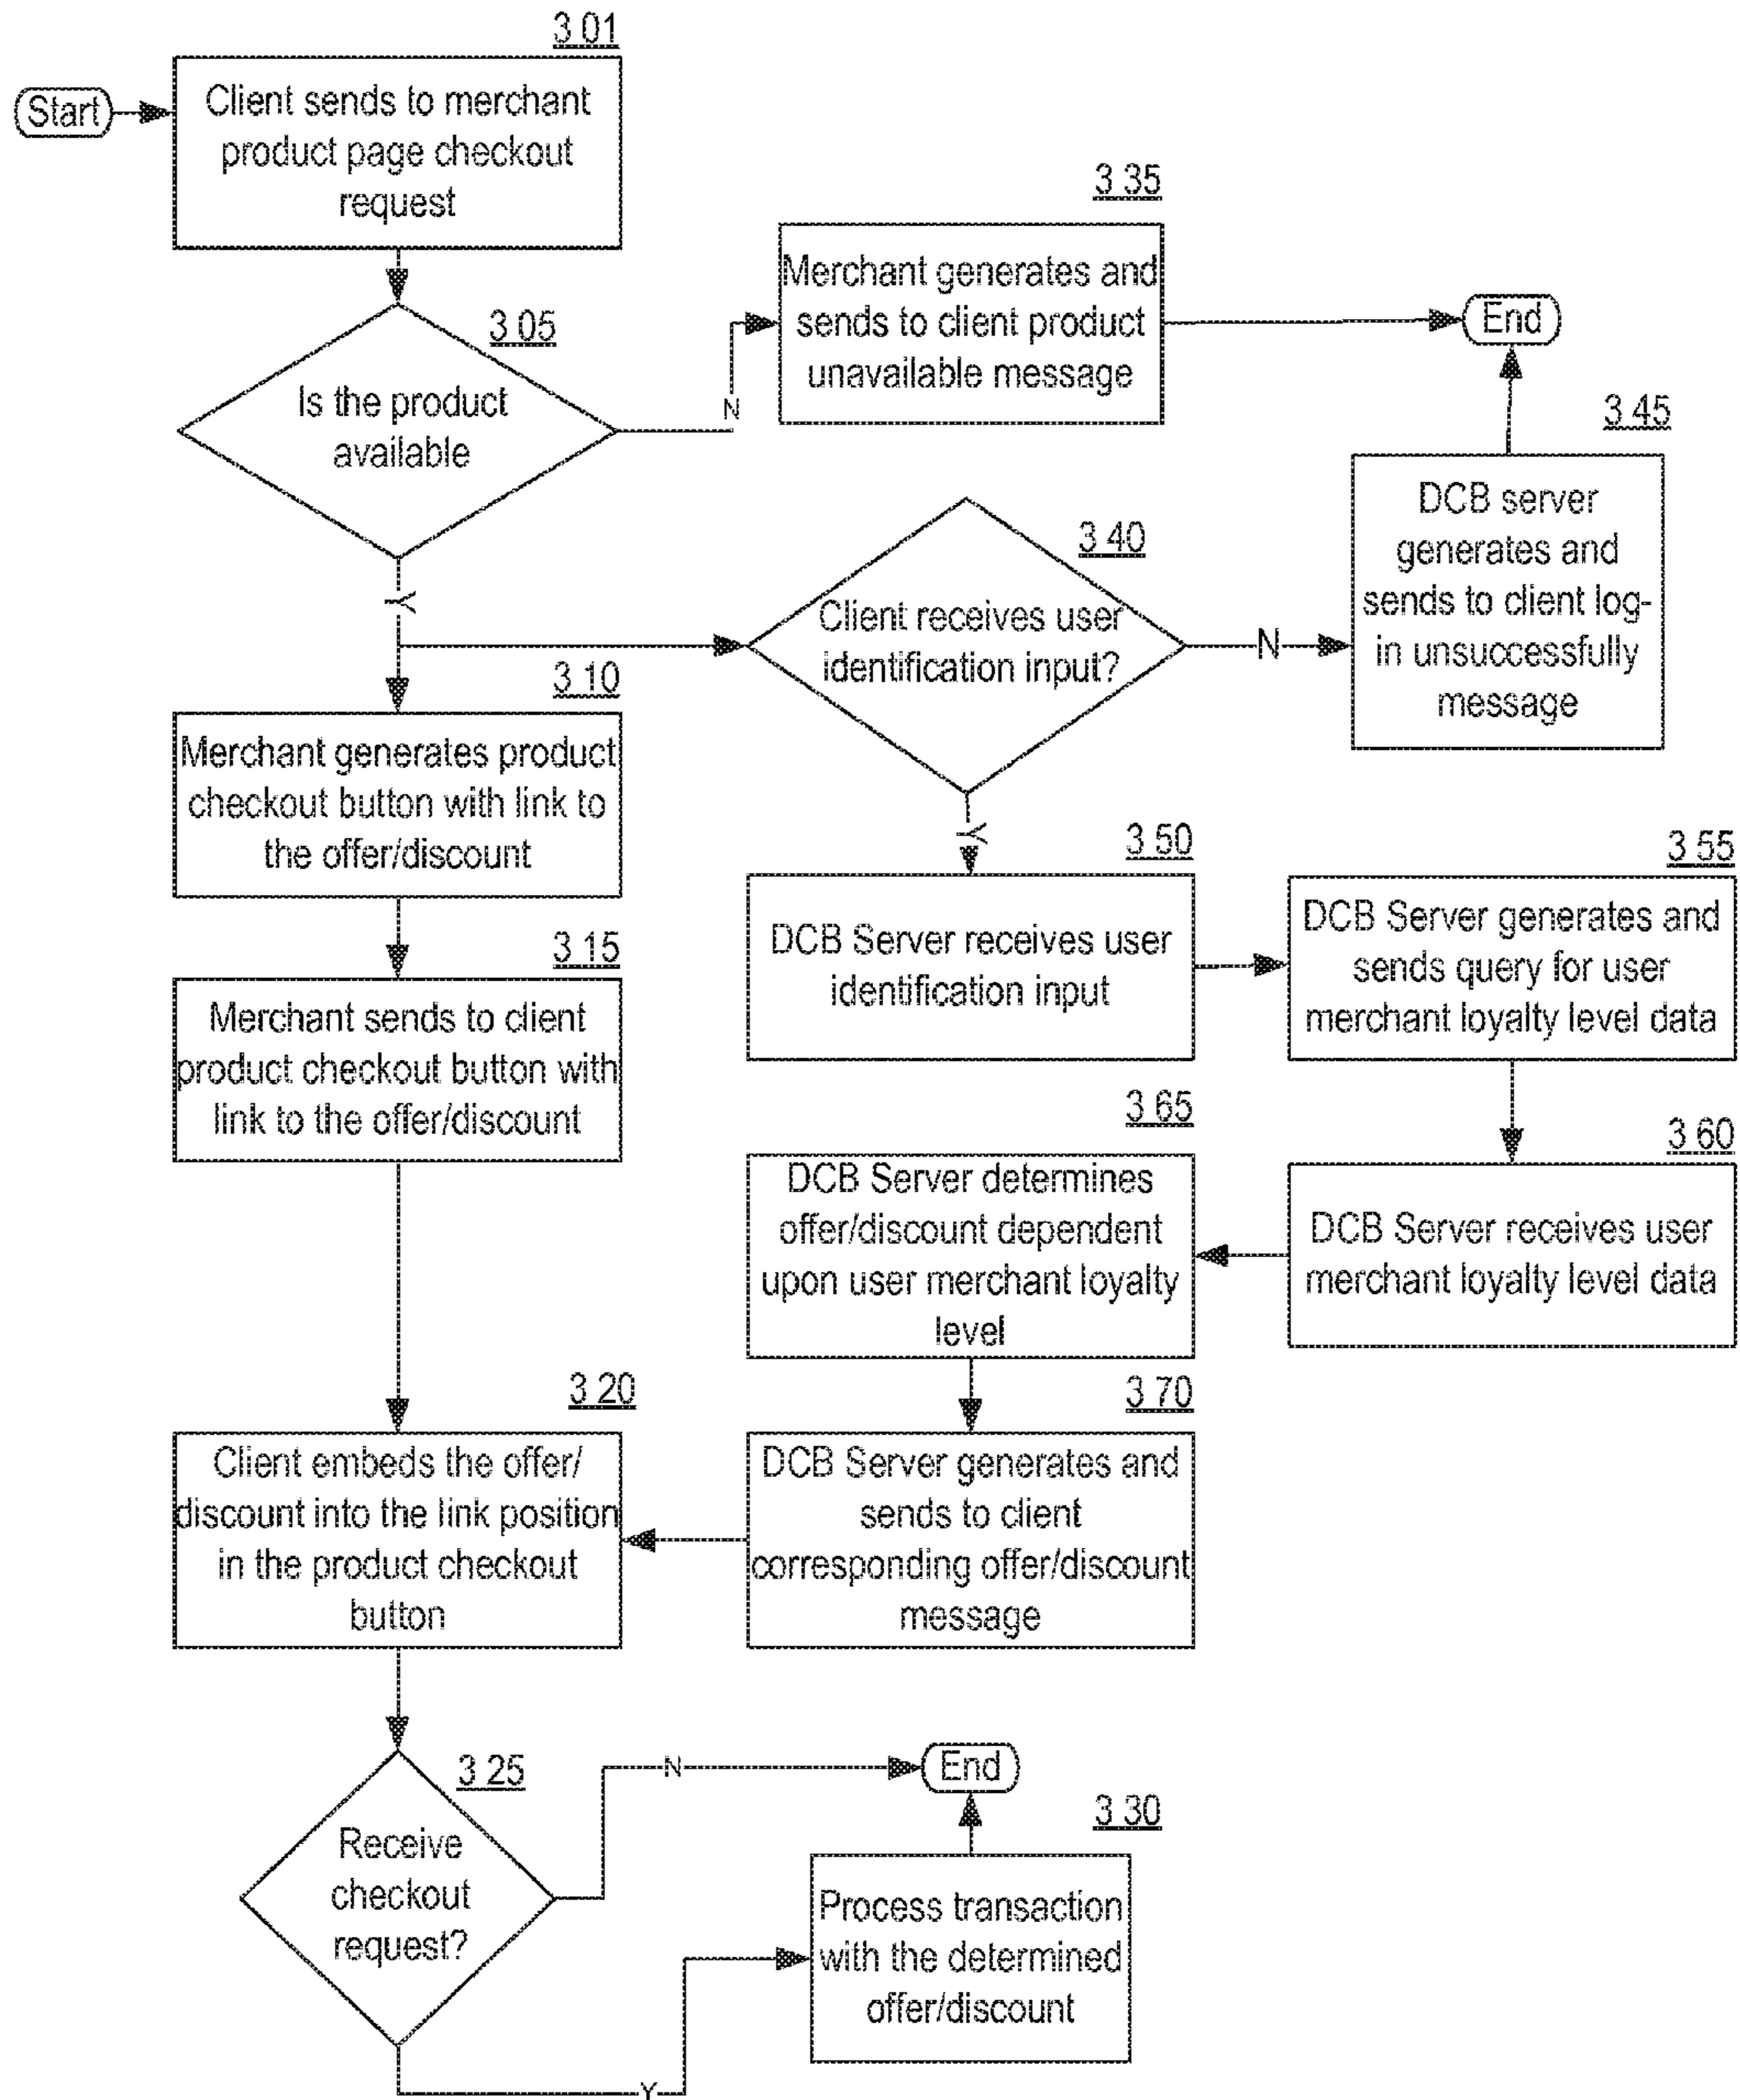 3 01
Start
Client sends to merchant
product page checkout
request
3 35
Merchant generates and
sends to client product
unavailable message
End
3 05
Is the product
available
N
Y
3 45
DCB server
generates and
sends to client log-
in unsuccessfully
message
3 40
Client receives user
identification input?
N
Y
3 10
Merchant generates product
checkout button with link to
the offer/discount
3 50
DCB Server receives user
identification input
3 55
DCB Server generates and
sends query for user
merchant loyalty level data
3 15
Merchant sends to client
product checkout button with
link to the offer/discount
3 65
DCB Server determines
offer/discount dependent
upon user merchant loyalty
level
3 60
DCB Server receives user
merchant loyalty level data
3 20
Client embeds the offer/
discount into the link position
in the product checkout
button
3 70
DCB Server generates and
sends to client
corresponding offer/discount
message
3 25
Receive
checkout
request?
N
End
3 30
Process transaction
with the determined
offer/discount
Y